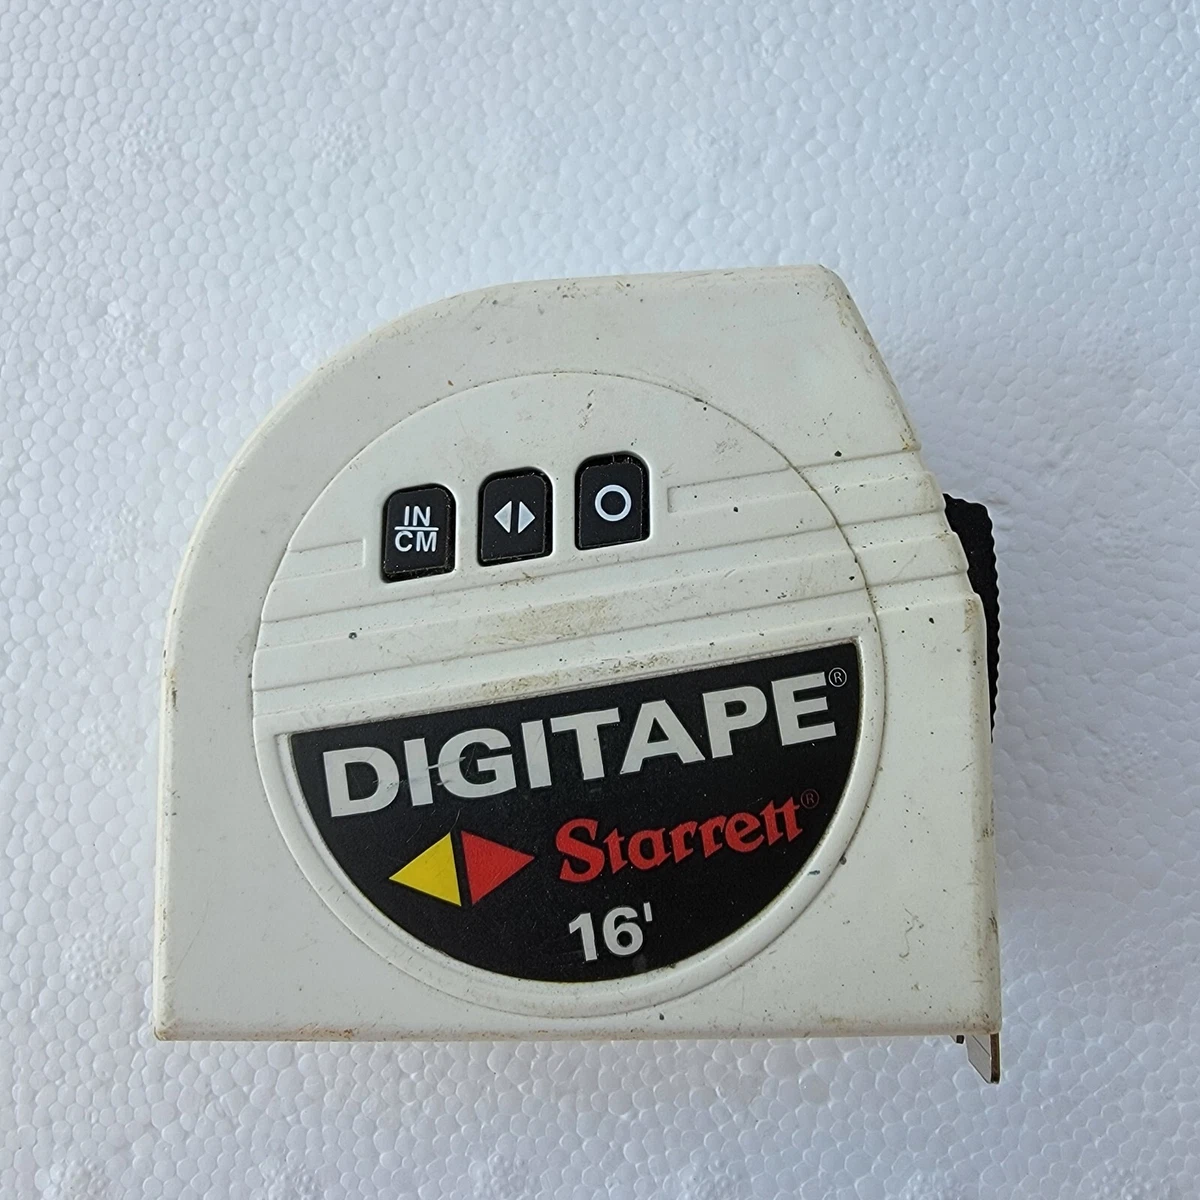 IN
CM
DIGITAPE®
Starrett®
16'